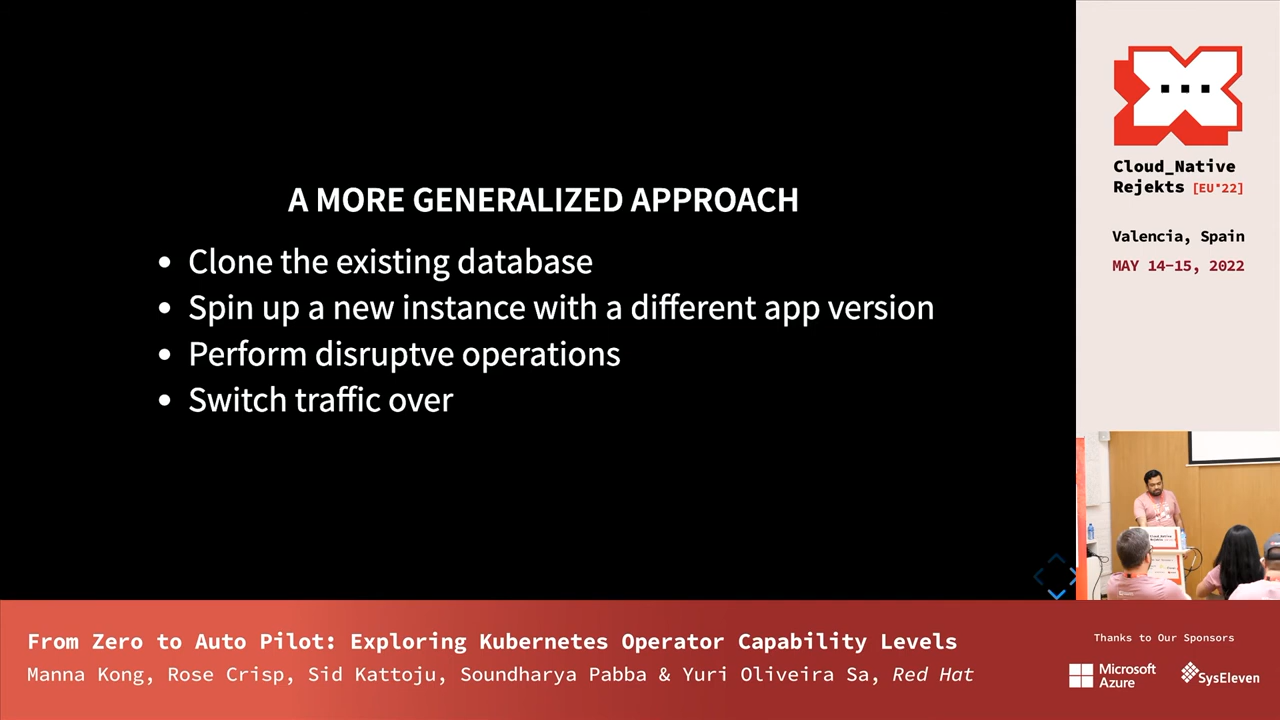 A MORE GENERALIZED APPROACH
Clone the existing database
Spin up a new instance with a different app version
Perform disruptve operations
Switch traffic over
Cloud_Native
Rejekts [EU'22]
Valencia, Spain
MAY 14-15, 2022
From Zero to Auto Pilot: Exploring Kubernetes Operator Capability Levels
Manna Kong, Rose Crisp, Sid Kattoju, Soundharya Pabba & Yuri Oliveira Sa, Red Hat
Thanks to Our Sponsors
Microsoft
Azure
SysEleven